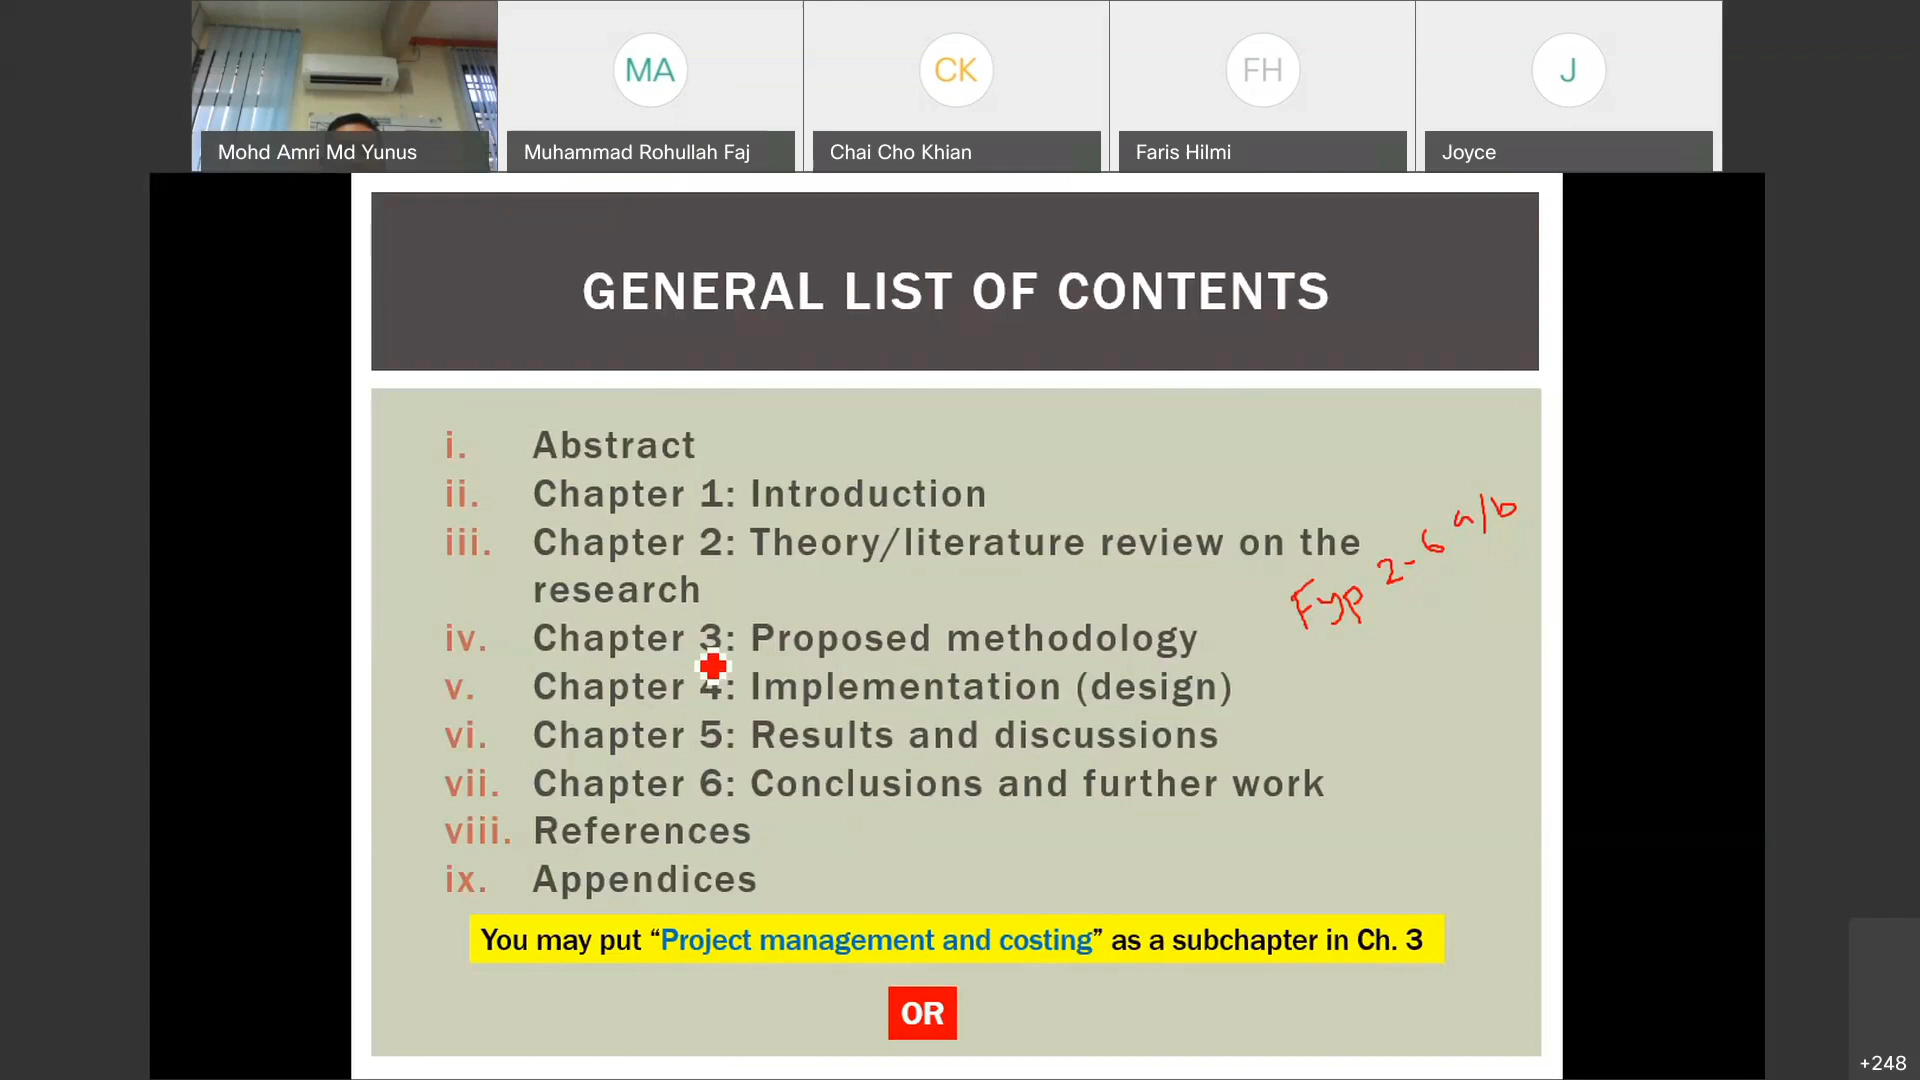 MA
CK
FH
J
Mohd Amri Md Yunus
Muhammad Rohullah Faj
Chai Cho Khian
Faris Hilmi
Joyce
GENERAL LIST OF CONTENTS
i. Abstract
ii. Chapter 1: Introduction
iii. Chapter 2: Theory/literature review on the
research
Fyp 2-6 a/b
iv. Chapter 3: Proposed methodology
v. Chapter 4: Implementation (design)
vi. Chapter 5: Results and discussions
vii. Chapter 6: Conclusions and further work
viii. References
ix. Appendices
You may put “Project management and costing” as a subchapter in Ch. 3
OR
+248